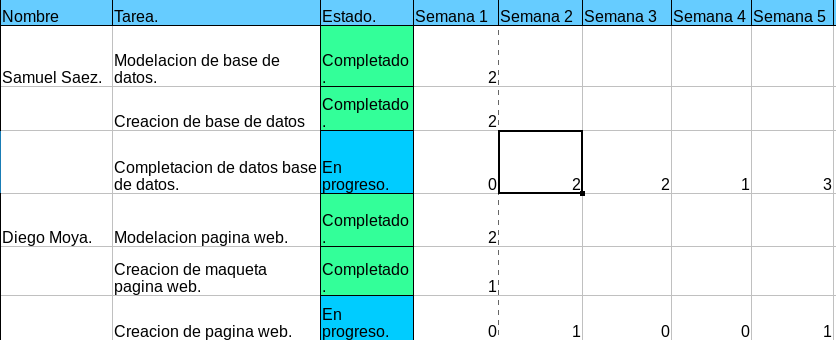 Nombre Tarea. Estado. Semana 1 Semana 2 Semana 3 Semana 4 Semana 5
Modelacion de base de
Completado
Samuel Saez. datos. . 2
Completado
Creacion de base de datos . 2
Completacion de datos base En
de datos. progreso. 0 2 2 1 3
Completado
Diego Moya. Modelacion pagina web. . 2
Creacion de maqueta Completado
pagina web. . 1
En
Creacion de pagina web. progreso. 0 1 0 0 1